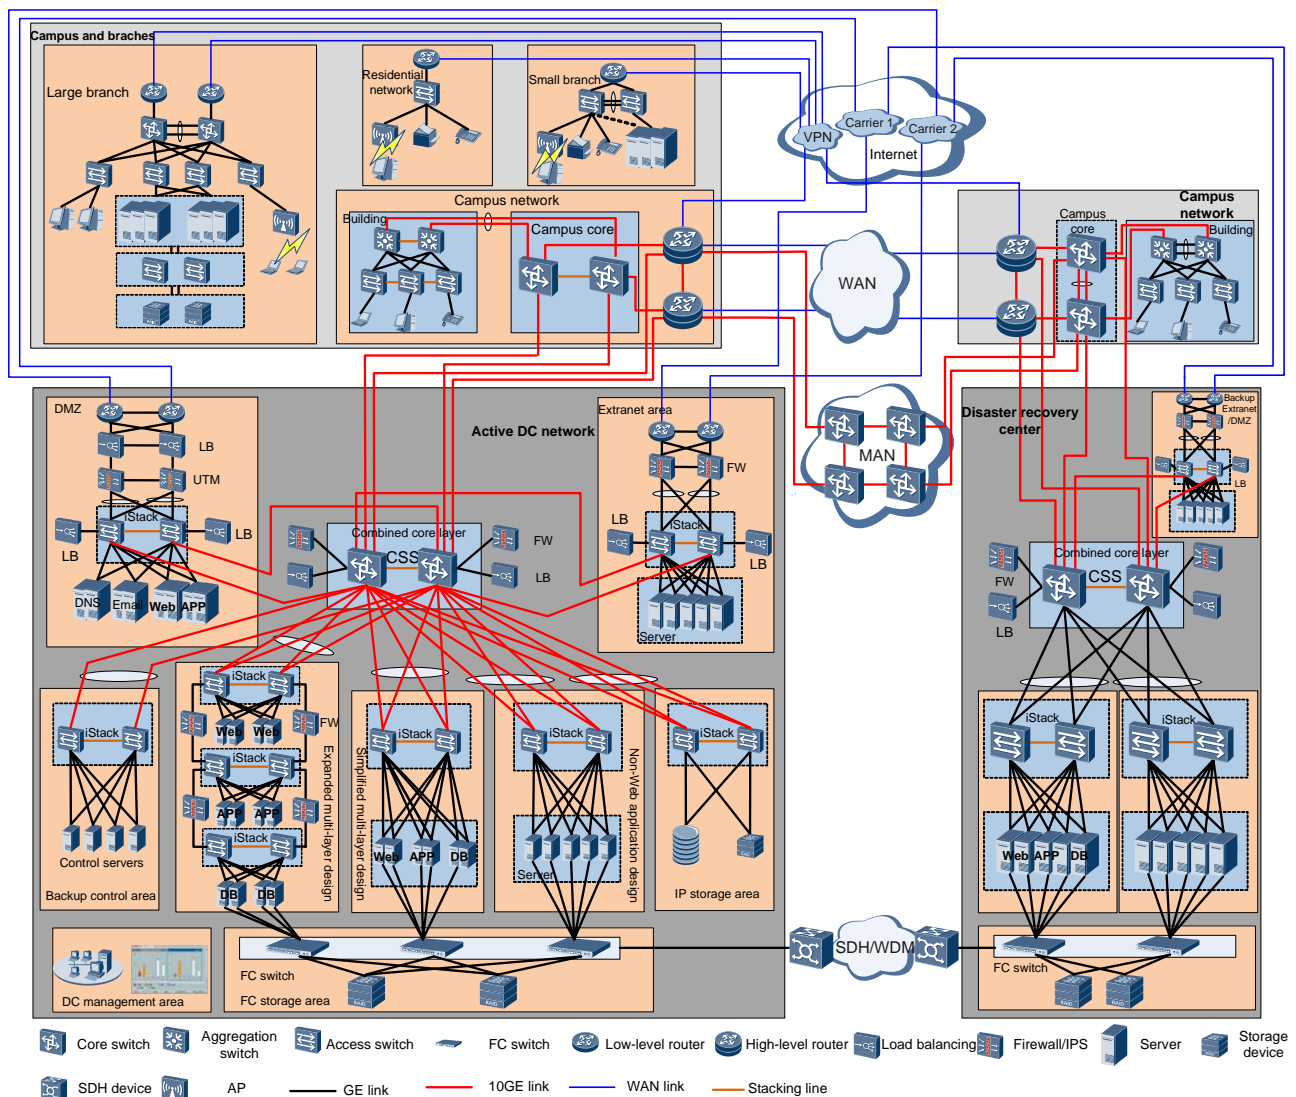 Campus and braches
Large branch
Residential
network
Small branch
VPN
Carrier 1
Carrier 2
Internet
Campus network
Building
Campus core
WAN
Campus
core
Campus
network
Building
DMZ
LB
UTM
iStack
LB
LB
DNS
Email
Web
APP
Active DC network
Combined core layer
CSS
FW
LB
Extranet area
FW
iStack
LB
LB
Server
MAN
Disaster recovery
center
Backup
Extranet
/DMZ
LB
Combined core layer
CSS
FW
LB
iStack
Control servers
Backup control area
iStack
Web
Web
FW
iStack
APP
APP
iStack
DB
DB
Expanded multi-layer design
Simplified multi-layer design
iStack
Web
APP
DB
iStack
Server
Non-Web application design
iStack
IP storage area
iStack
Web
APP
DB
iStack
DC management area
FC switch
FC storage area
RAID
RAID
SDH/WDM
FC switch
RAID
RAID
Core switch
Aggregation
switch
Access switch
FC switch
Low-level router
High-level router
Load balancing
Firewall/IPS
Server
Storage
device
SDH device
AP
GE link
10GE link
WAN link
Stacking line